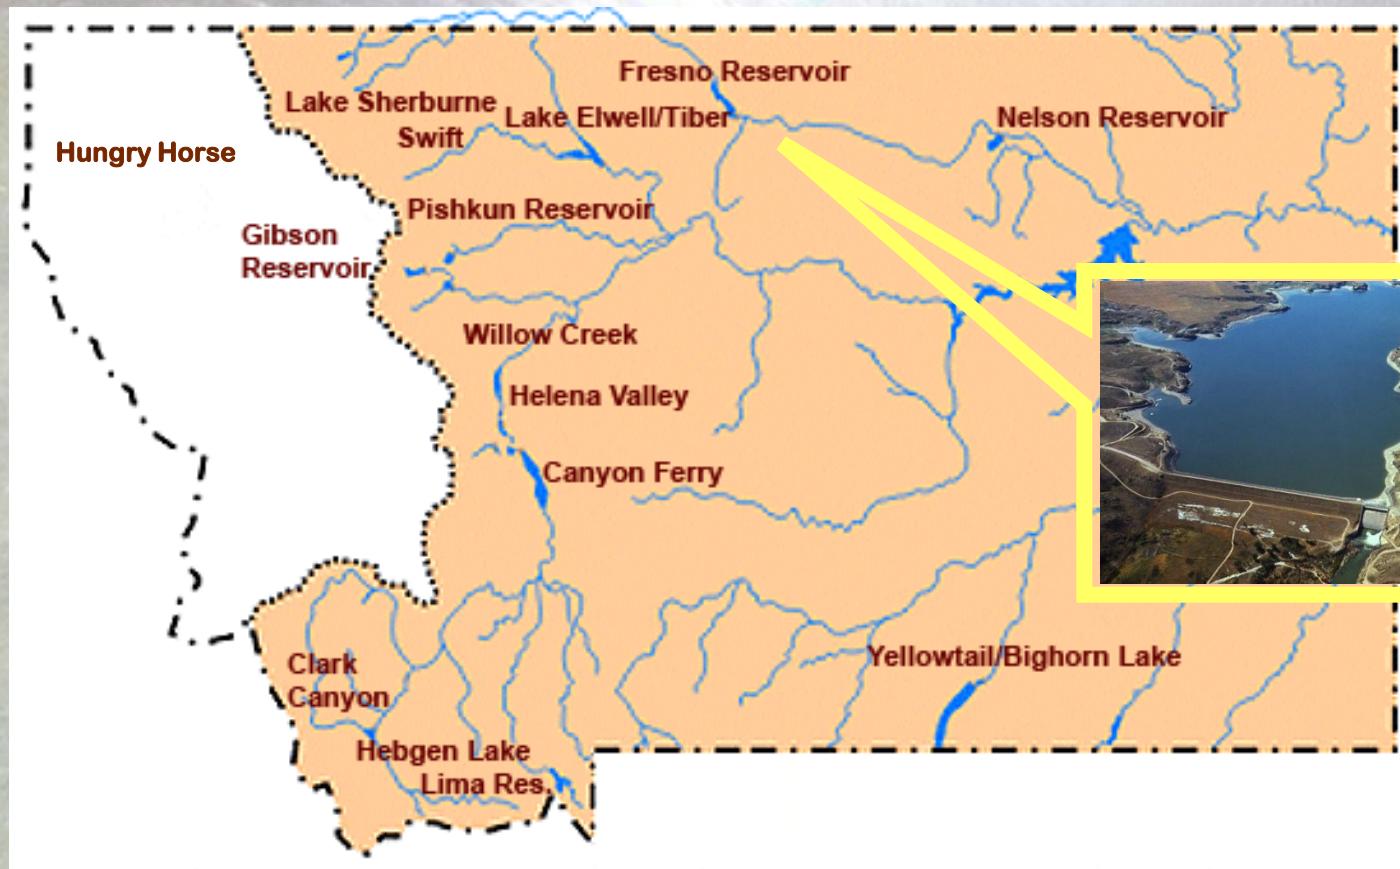 Fresno Reservoir
Lake Sherburne
Swift
Lake Elwell/Tiber
Nelson Reservoir
Hungry Horse
Pishkun Reservoir
Gibson
Reservoir
Willow Creek
Helena Valley
Canyon Ferry
Clark
Canyon
Yellowtail/Bighorn Lake
Hebgen Lake
Lima Res.